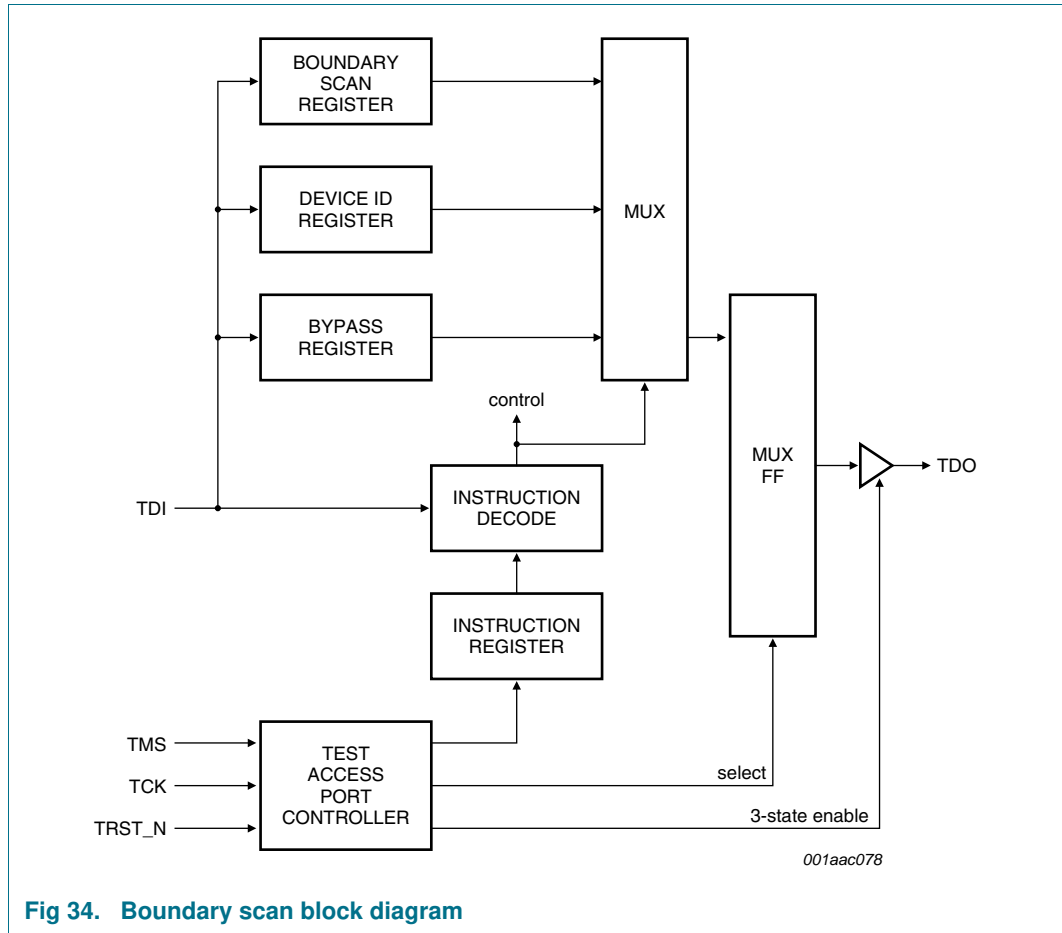 BOUNDARY
SCAN
REGISTER
DEVICE ID
REGISTER
BYPASS
REGISTER
MUX
control
MUX
FF
TDO
TDI
INSTRUCTION
DECODE
INSTRUCTION
REGISTER
TMS
TCK
TRST_N
TEST
ACCESS
PORT
CONTROLLER
select
3-state enable
001aac078
Fig 34. Boundary scan block diagram